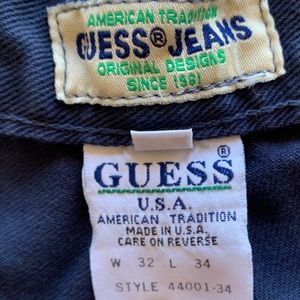 AMERICAN TRADITION
GUESS® JEANS
ORIGINAL DESIGNS
SINCE 1981
GUESS®
U.S.A.
AMERICAN TRADITION
MADE IN U.S.A.
CARE ON REVERSE
W 32 L 34
STYLE 44001-34